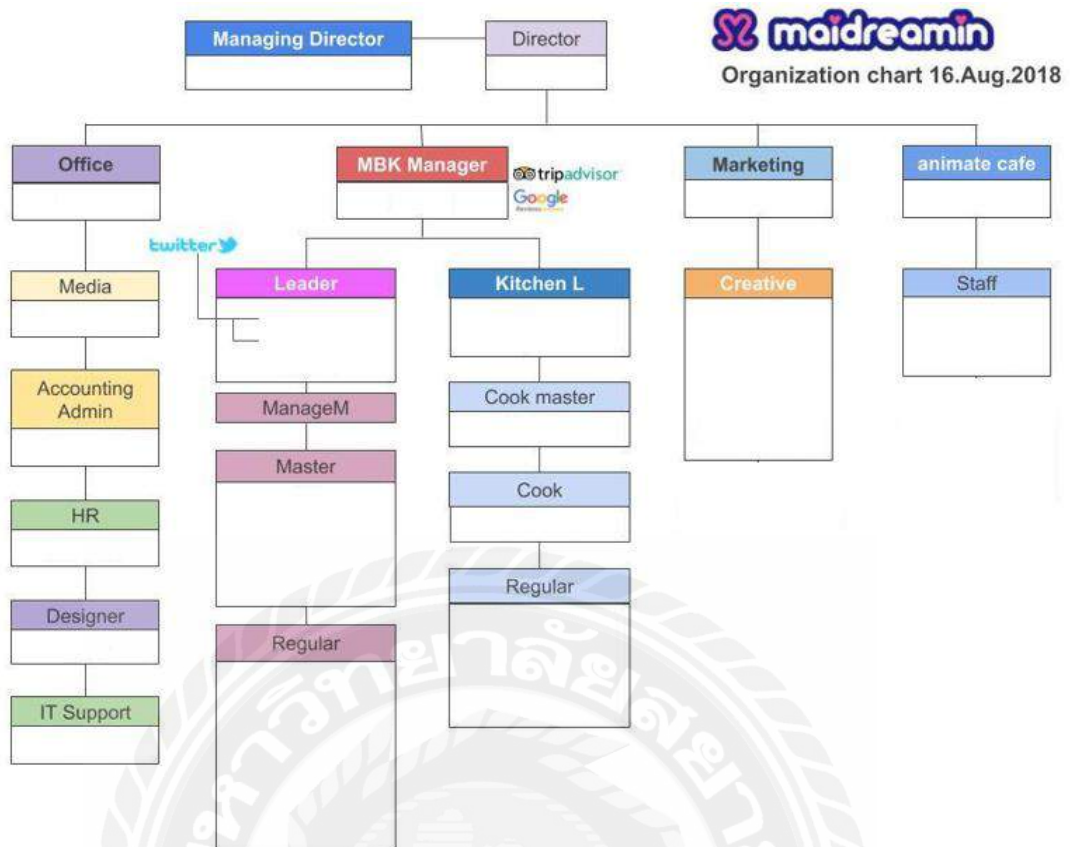 maidreamin
Organization chart 16.Aug.2018
Managing Director
Director
Office
MBK Manager
tripadvisor
Google
Marketing
animate cafe
twitter
Media
Leader
Kitchen L
Creative
Staff
Accounting
Admin
ManageM
Cook master
Master
Cook
HR
Regular
Designer
Regular
IT Support